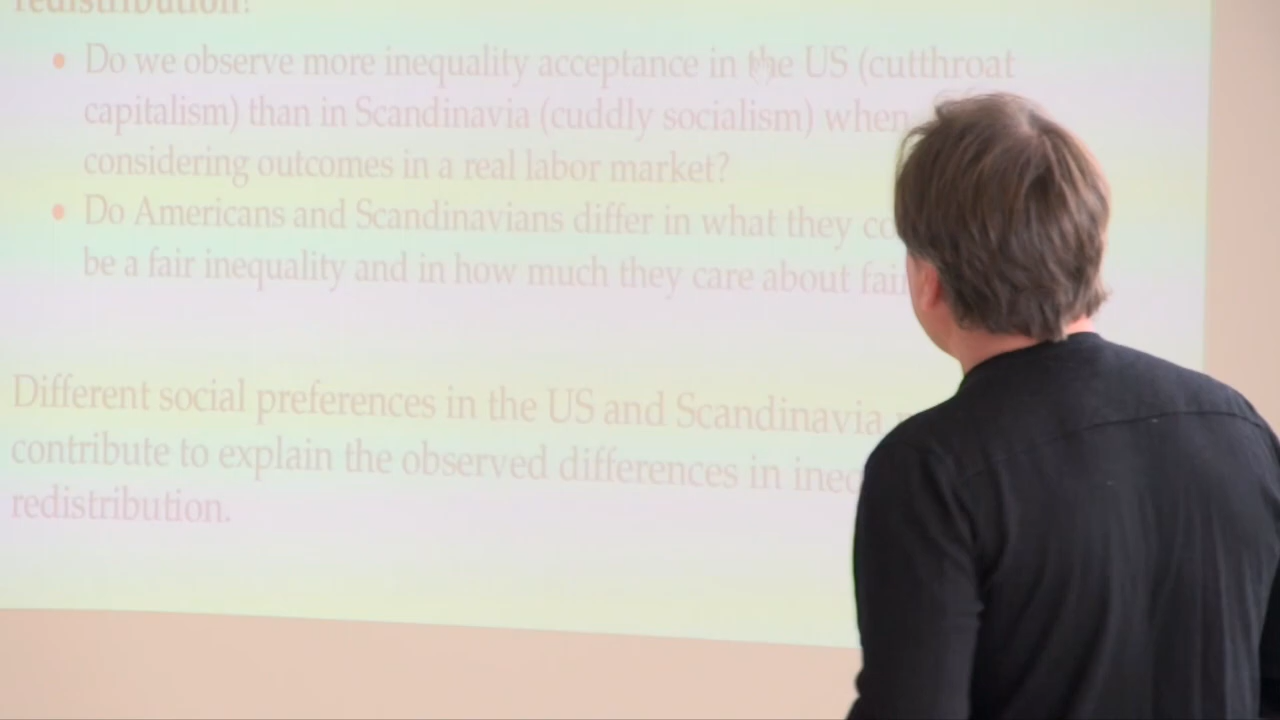 redistribution?
• Do we observe more inequality acceptance in the US (cutthroat
capitalism) than in Scandinavia (cuddly socialism) when
considering outcomes in a real labor market?
• Do Americans and Scandinavians differ in what they
be a fair inequality and in how much they care about
Different social preferences in the US and Scandinavia
contribute to explain the observed differences in
redistribution.